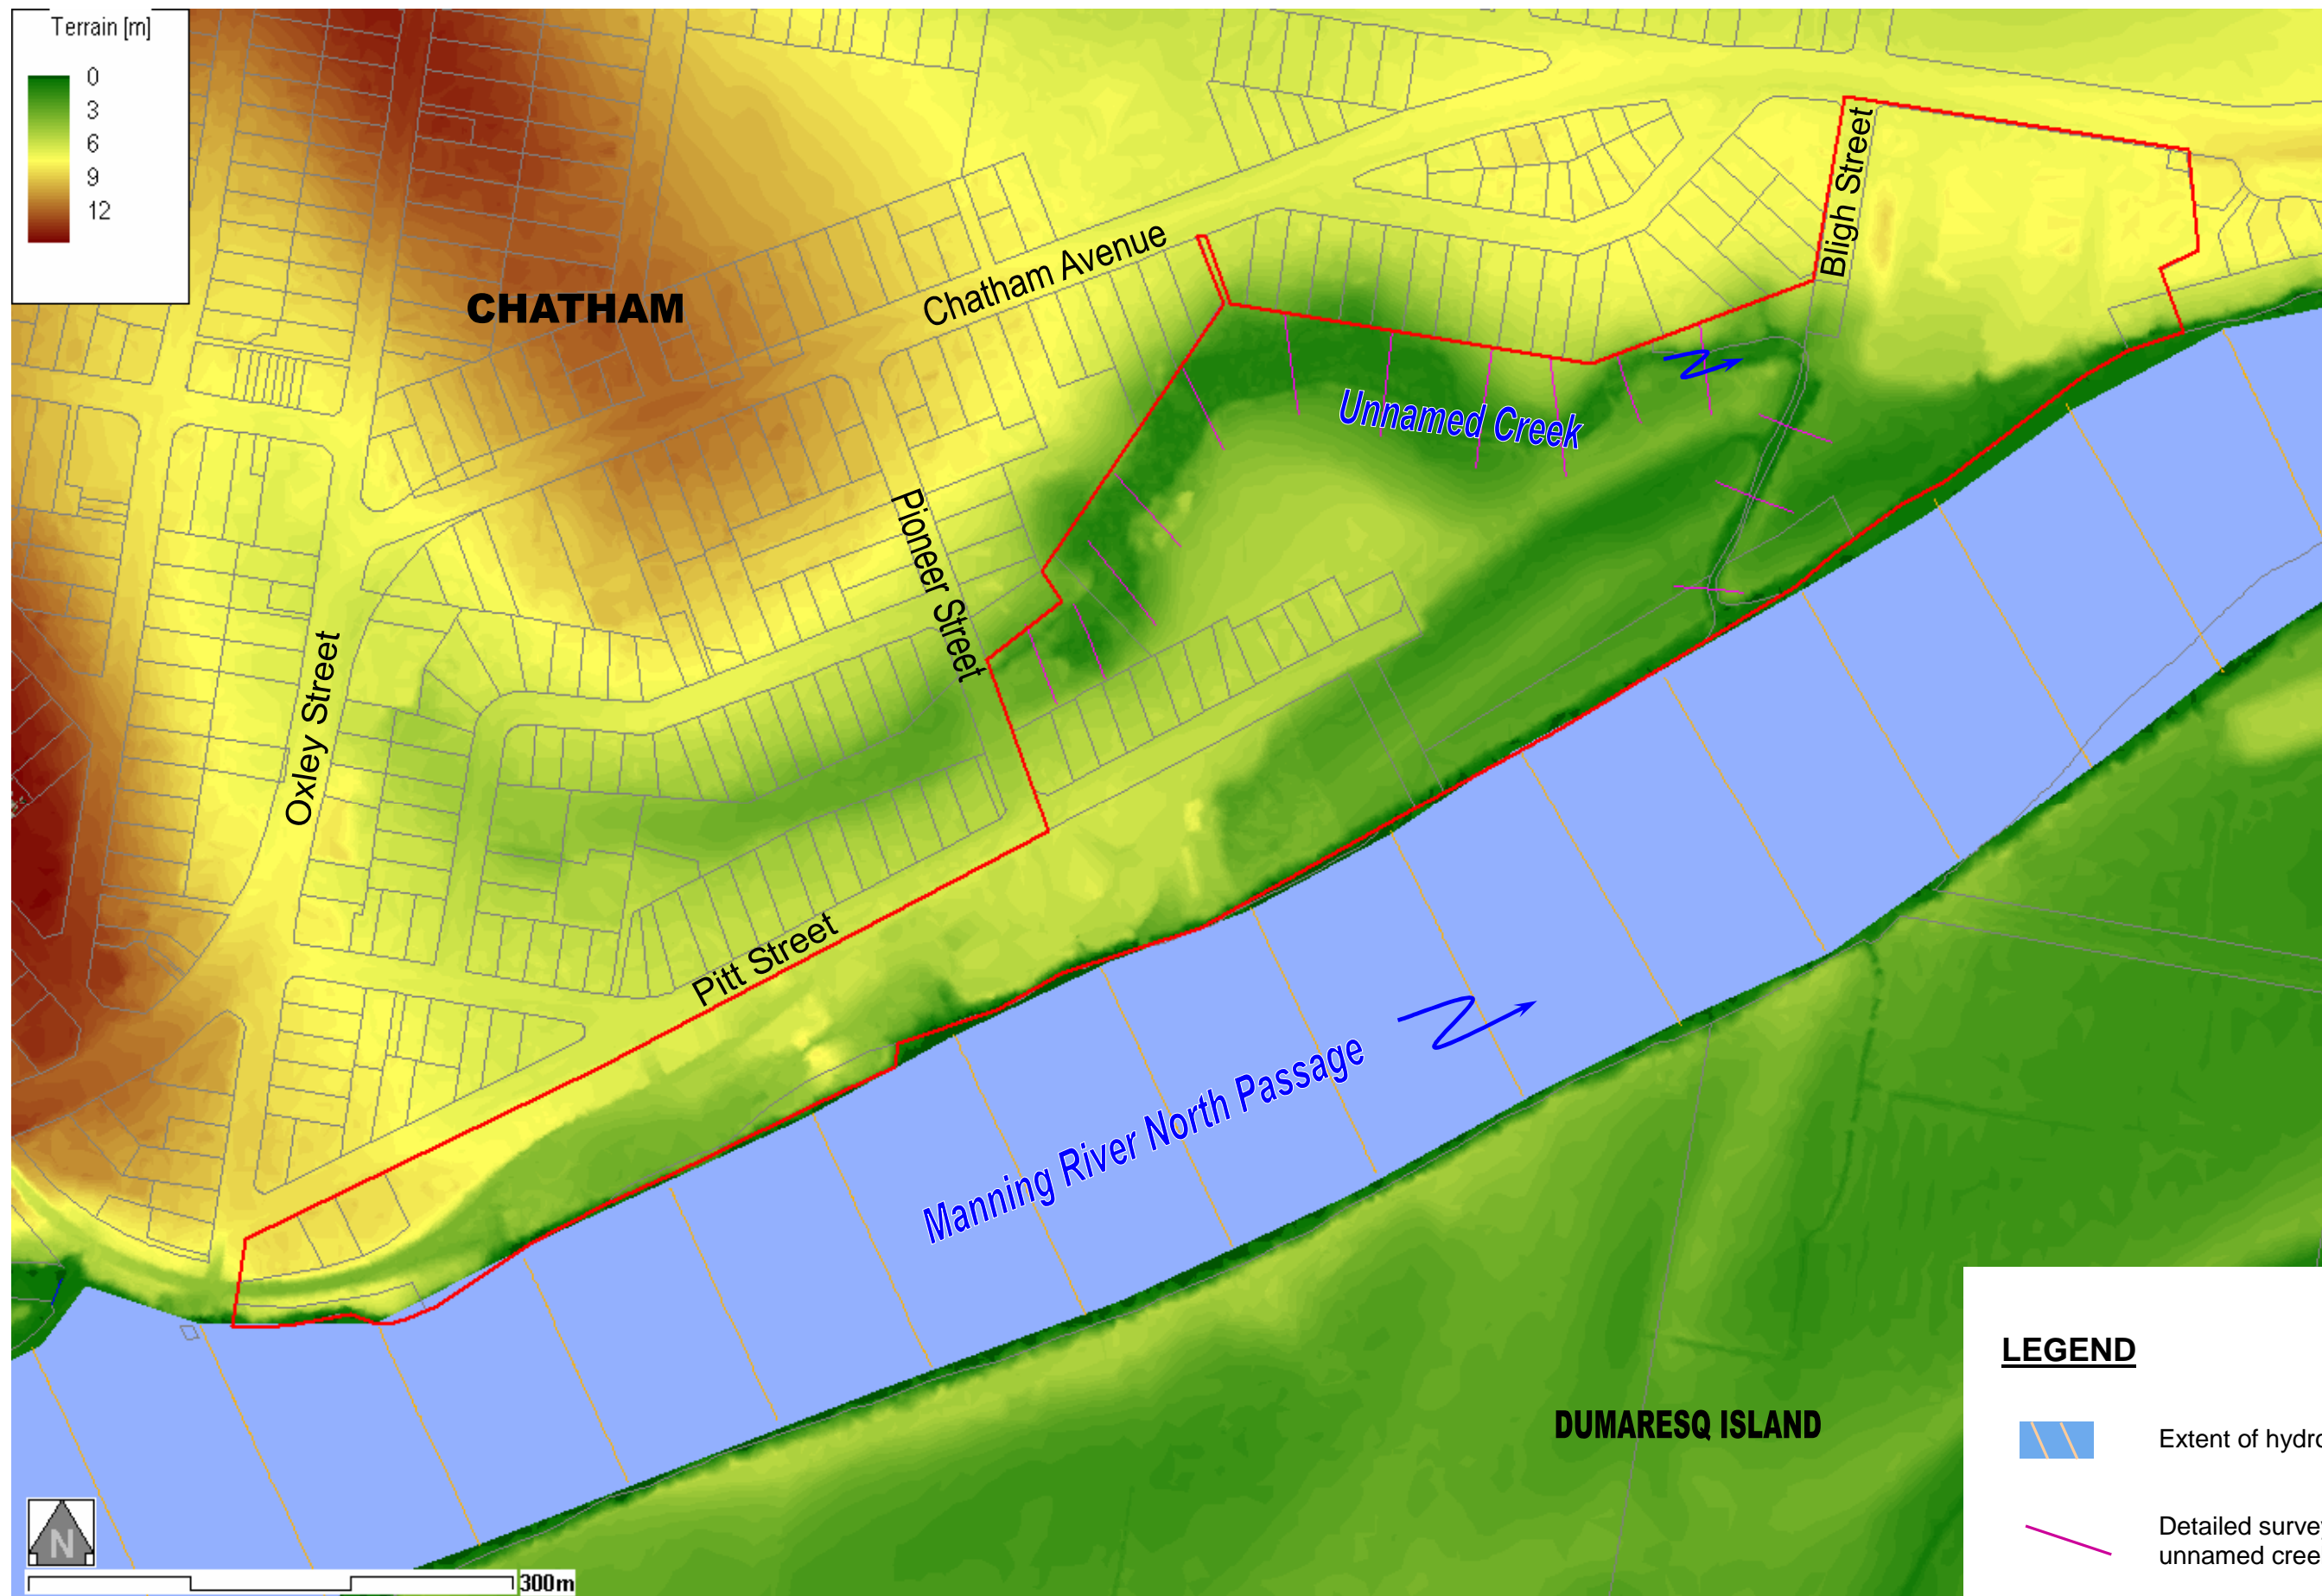 Terrain [m]
0
3
6
9
12
CHATHAM
Chatham Avenue
Bligh Street
Unnamed Creek
Pioneer Street
Oxley Street
Pitt Street
Manning River North Passage
DUMARESQ ISLAND
N
300m
LEGEND
Extent of hydro
Detailed surve
unnamed cree